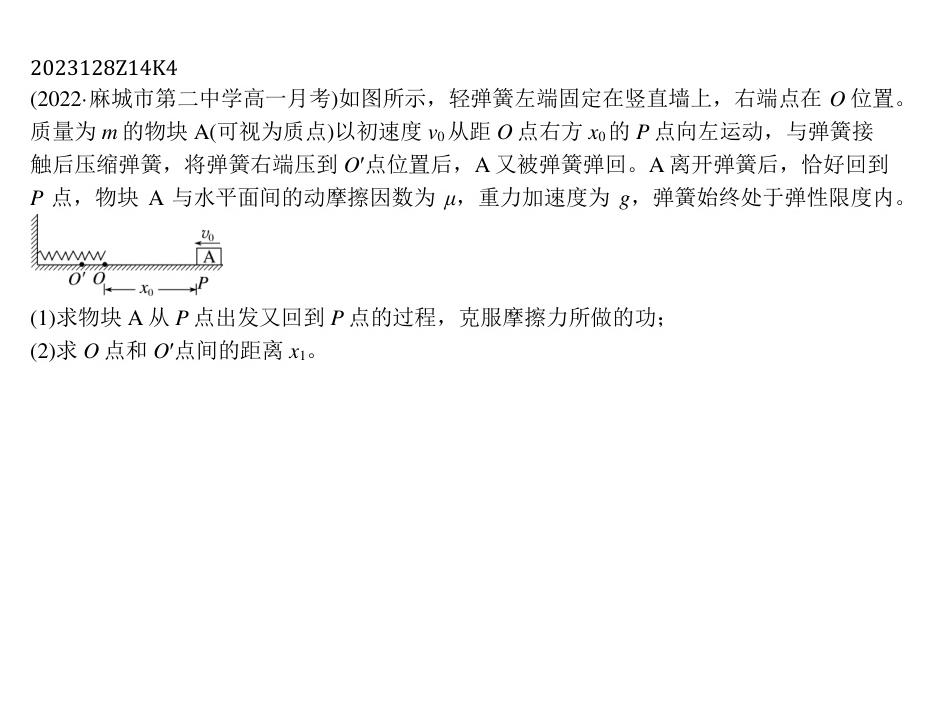 2023128Z14K4
(2022·麻城市第二中学高一月考)如图所示，轻弹簧左端固定在竖直墙上，右端点在 O 位置。
质量为 m 的物块 A(可视为质点)以初速度 v₀从距 O 点右方 x₀的 P 点向左运动，与弹簧接
触后压缩弹簧，将弹簧右端压到 O′点位置后，A 又被弹簧弹回。A 离开弹簧后，恰好回到
P 点，物块 A 与水平面间的动摩擦因数为 μ，重力加速度为 g，弹簧始终处于弹性限度内。
v₀
A
O′ O
x₀
P
(1)求物块 A 从 P 点出发又回到 P 点的过程，克服摩擦力所做的功；
(2)求 O 点和 O′点间的距离 x₁。